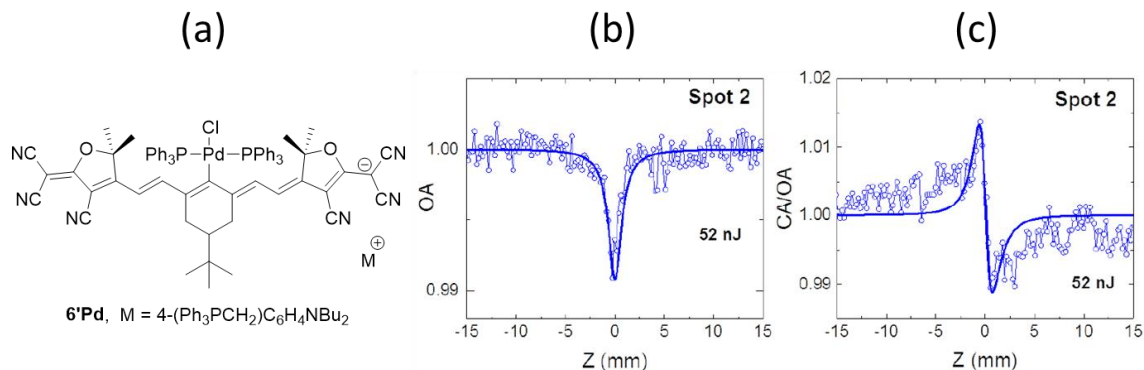 (a)
(b)
(c)
O
Cl
O
Ph₃P-Pd-PPh₃
NC
CN
NC
CN
NC
CN
CN
⊖
⊕
M
6'Pd, M = 4-(Ph₃PCH₂)C₆H₄NBu₂
Spot 2
1.00
OA
52 nJ
0.99
-15 -10 -5 0 5 10 15
Z (mm)
1.02
Spot 2
1.01
CA/OA
1.00
0.99
52 nJ
-15 -10 -5 0 5 10 15
Z (mm)